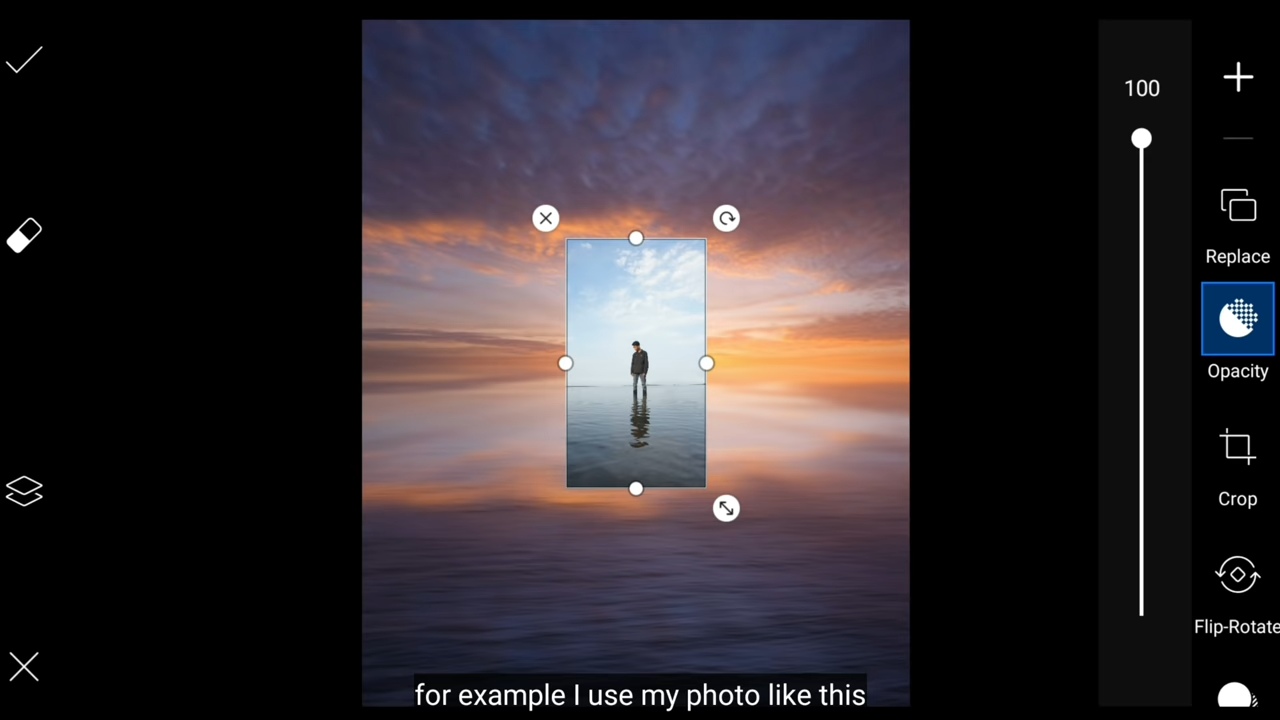 100
Replace
Opacity
Crop
Flip-Rotate
for example I use my photo like this